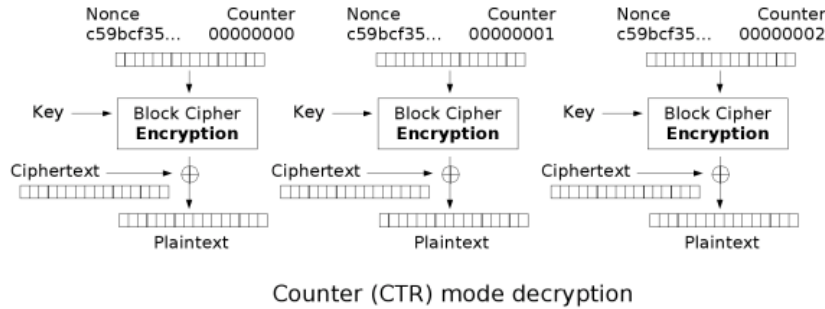 Nonce Counter Nonce Counter Nonce Counter
c59bcf35... 00000000 c59bcf35... 00000001 c59bcf35... 00000002
Key Block Cipher Key Block Cipher Key Block Cipher
Encryption Encryption Encryption
Ciphertext Ciphertext Ciphertext
Plaintext Plaintext Plaintext
Counter (CTR) mode decryption